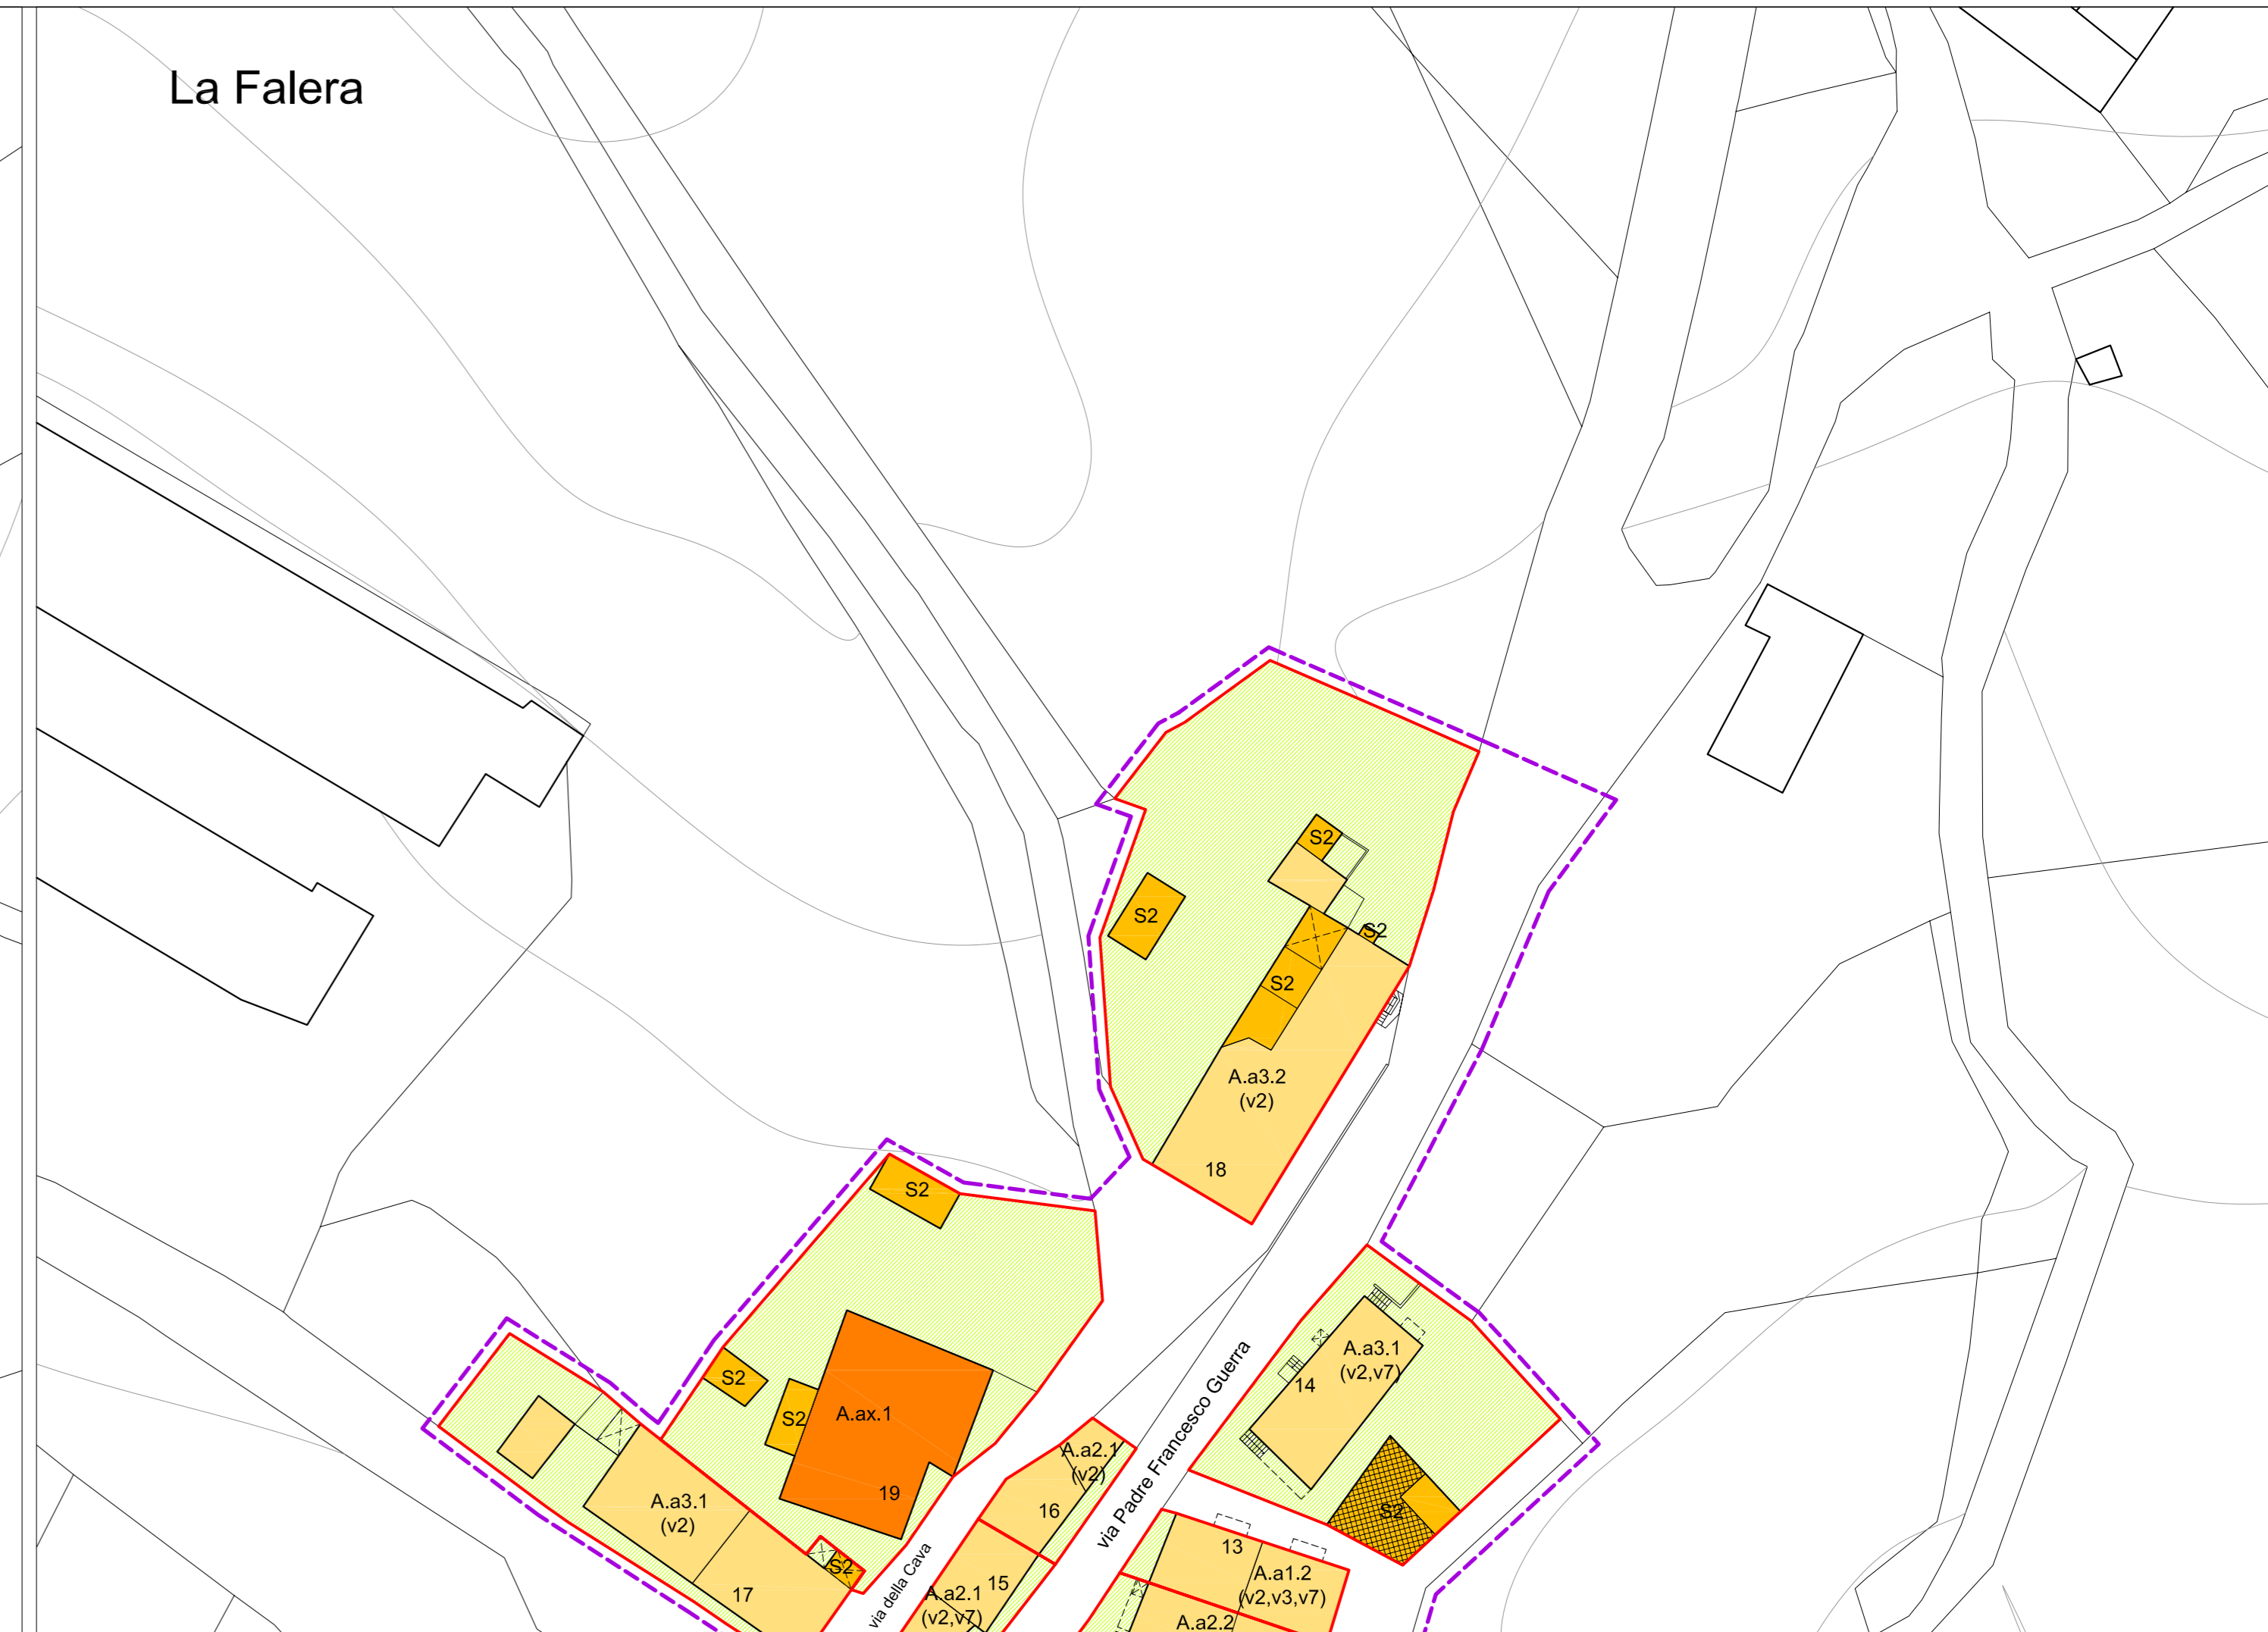 La Falera
S2
S2
S2
S2
A.a3.2
(v2)
18
S2
A.a3.1
(v2,v7)
14
S2
S2
A.ax.1
19
A.a2.1
(v2)
16
via Padre Francesco Guerra
S2
A.a3.1
(v2)
17
S2
via della Cava
A.a2.1
(v2,v7)
15
13
A.a1.2
(v2,v3,v7)
A.a2.2